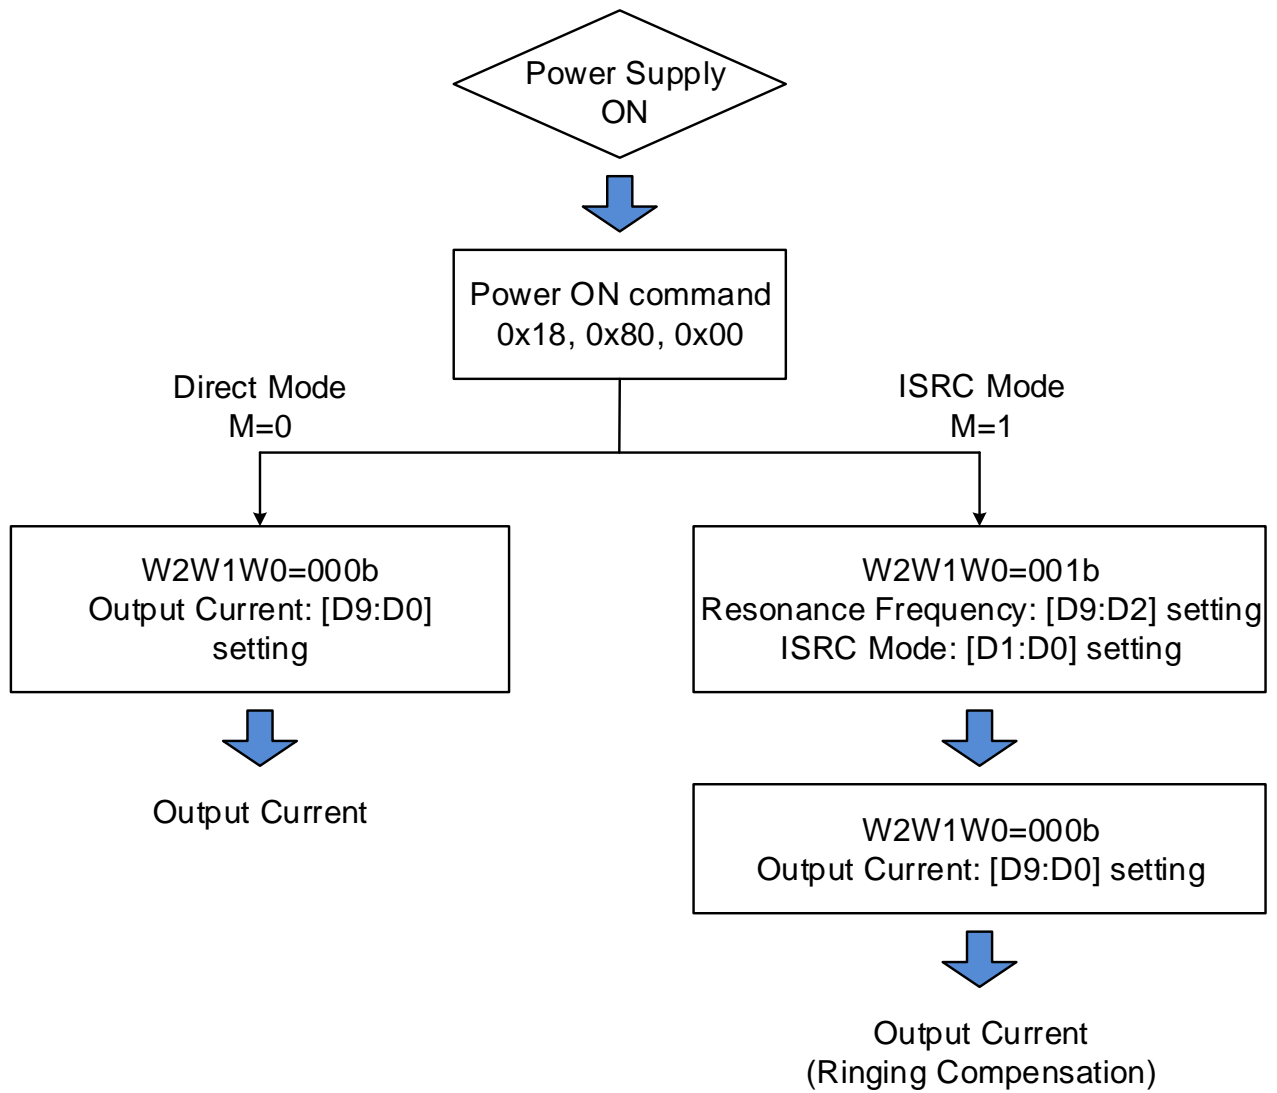 Power Supply
ON
Power ON command
0x18, 0x80, 0x00
Direct Mode
M=0
ISRC Mode
M=1
W2W1W0=000b
Output Current: [D9:D0]
setting
W2W1W0=001b
Resonance Frequency: [D9:D2] setting
ISRC Mode: [D1:D0] setting
Output Current
W2W1W0=000b
Output Current: [D9:D0] setting
Output Current
(Ringing Compensation)